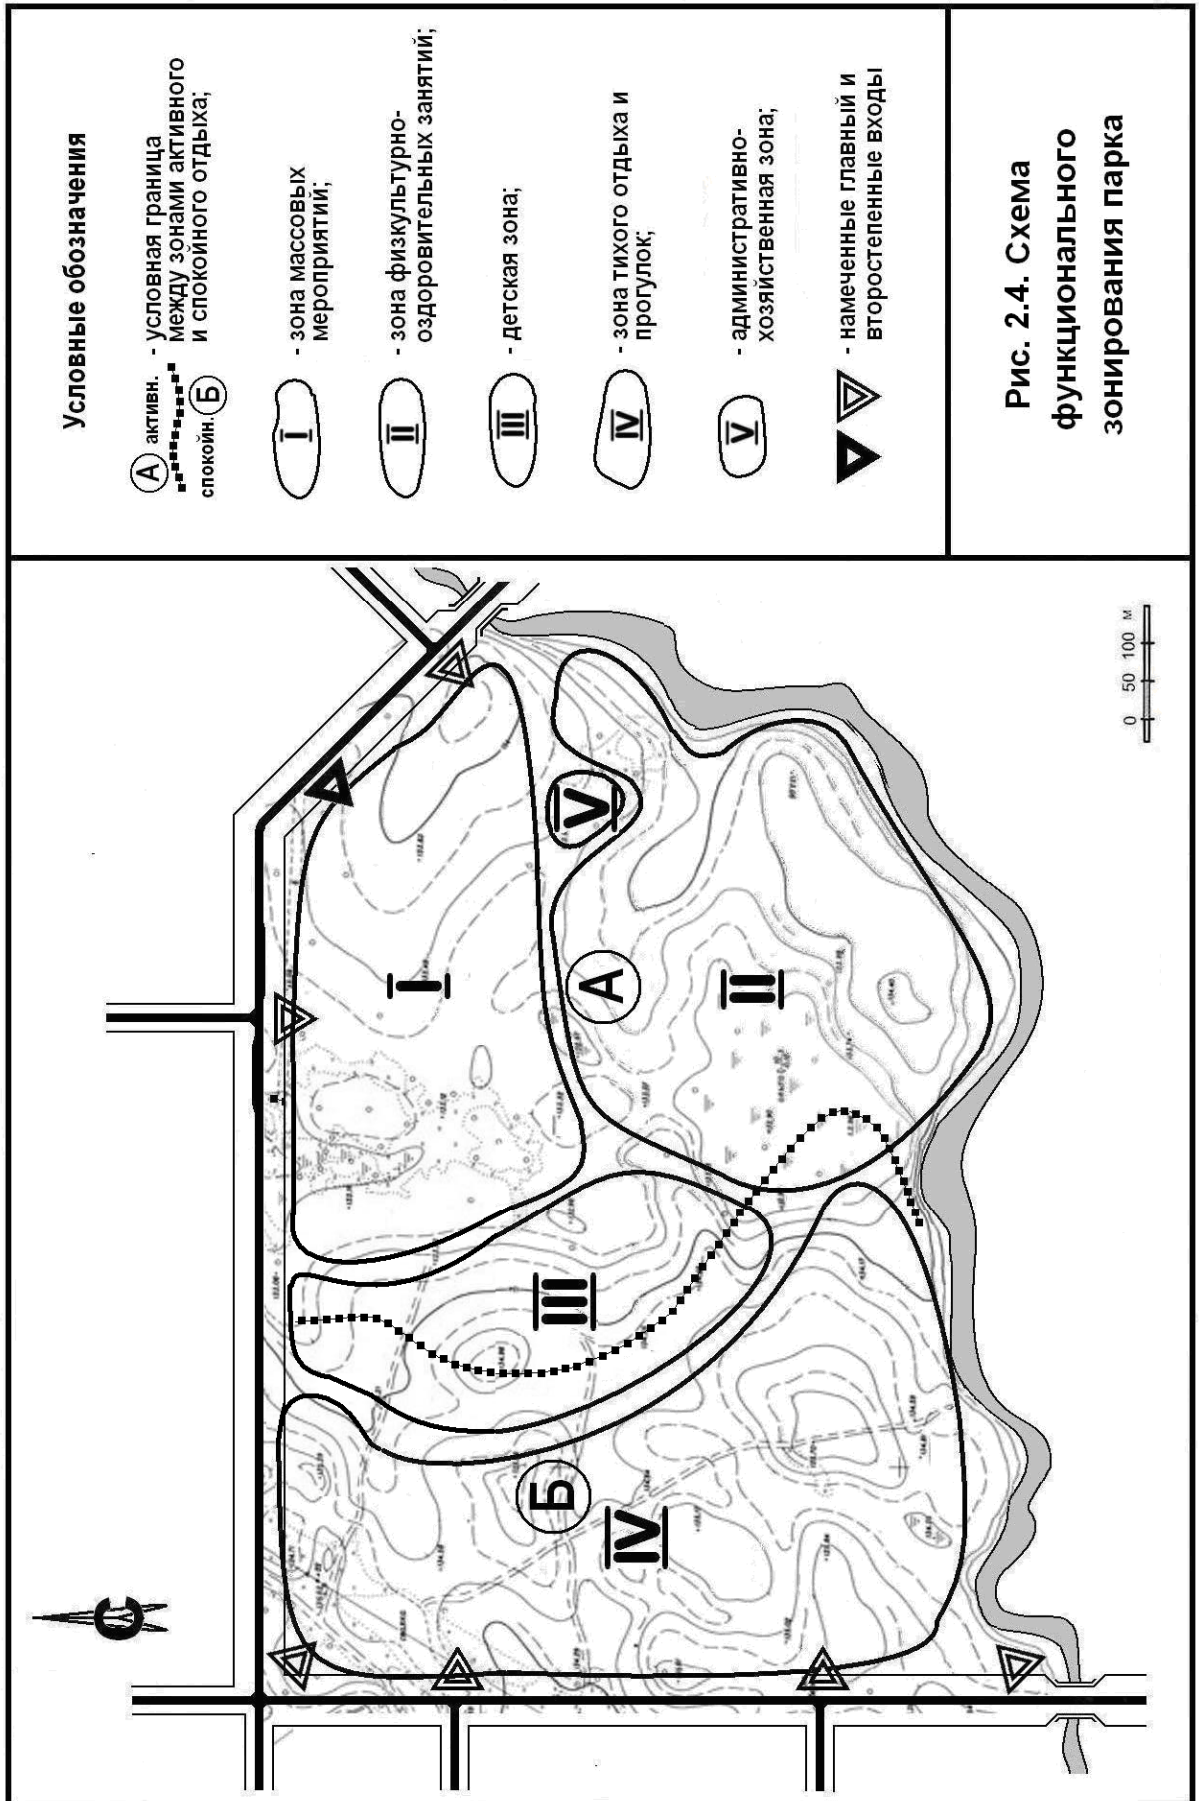 Условные обозначения
А активн.
спокойн. Б
- условная граница
между зонами активного
и спокойного отдыха;
I
- зона массовых
мероприятий;
II
- зона физкультурно-
оздоровительных занятий;
III
- детская зона;
IV
- зона тихого отдыха и
прогулок;
V
- административно-
хозяйственная зона;
- намеченные главный и
второстепенные входы
Рис. 2.4. Схема
функционального
зонирования парка
С
I
V
А
II
III
Б
IV
0 50 100 м